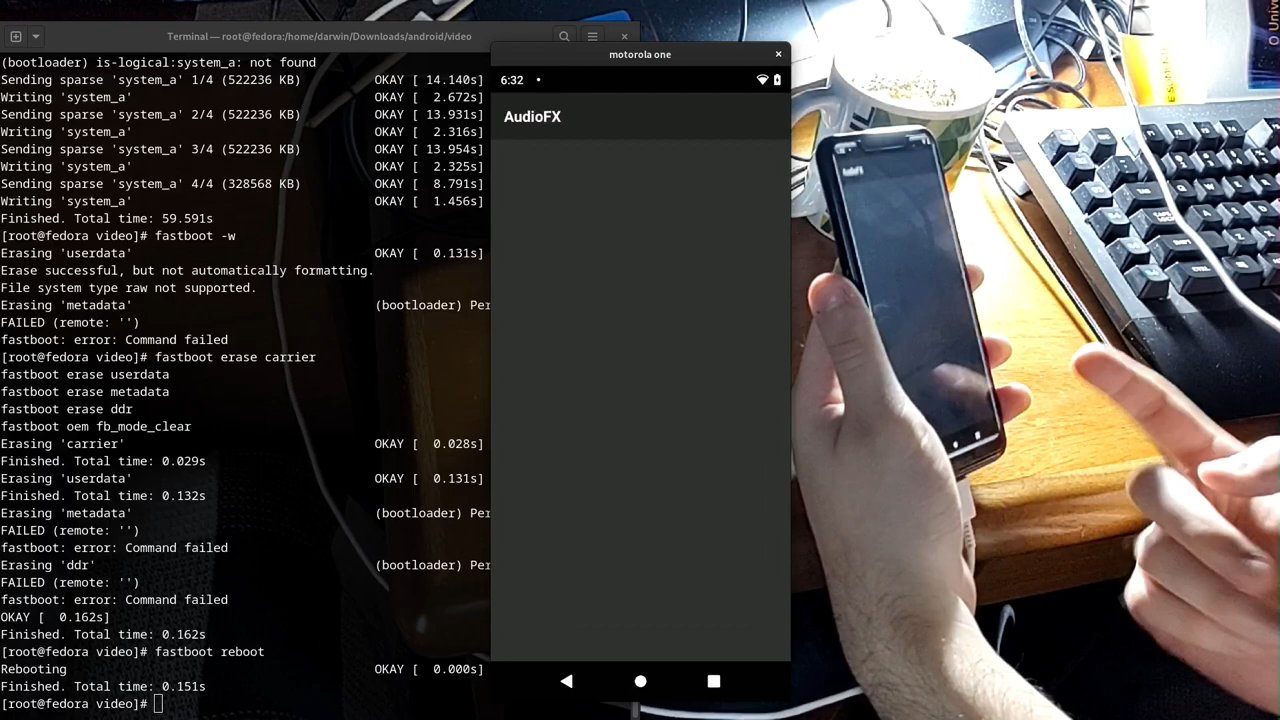 Terminal — root@fedora:/home/darwin/Downloads/android/video
(bootloader) is-logical:system_a: not found
Sending sparse 'system_a' 1/4 (522236 KB) OKAY [ 14.140s]
Writing 'system_a' OKAY [ 2.672s]
Sending sparse 'system_a' 2/4 (522236 KB) OKAY [ 13.931s]
Writing 'system_a' OKAY [ 2.316s]
Sending sparse 'system_a' 3/4 (522236 KB) OKAY [ 13.954s]
Writing 'system_a' OKAY [ 2.325s]
Sending sparse 'system_a' 4/4 (328568 KB) OKAY [ 8.791s]
Writing 'system_a' OKAY [ 1.456s]
Finished. Total time: 59.591s
[root@fedora video]# fastboot -w
Erasing 'userdata' OKAY [ 0.131s]
Erase successful, but not automatically formatting.
File system type raw not supported.
Erasing 'metadata' (bootloader) Per
FAILED (remote: '')
fastboot: error: Command failed
[root@fedora video]# fastboot erase carrier
fastboot erase userdata
fastboot erase metadata
fastboot erase ddr
fastboot oem fb_mode_clear
Erasing 'carrier' OKAY [ 0.028s]
Finished. Total time: 0.029s
Erasing 'userdata' OKAY [ 0.131s]
Finished. Total time: 0.132s
Erasing 'metadata' (bootloader) Per
FAILED (remote: '')
fastboot: error: Command failed
Erasing 'ddr' (bootloader) Per
FAILED (remote: '')
fastboot: error: Command failed
OKAY [ 0.162s]
Finished. Total time: 0.162s
[root@fedora video]# fastboot reboot
Rebooting OKAY [ 0.000s]
Finished. Total time: 0.151s
[root@fedora video]#
motorola one
6:32
AudioFX
AudioFX